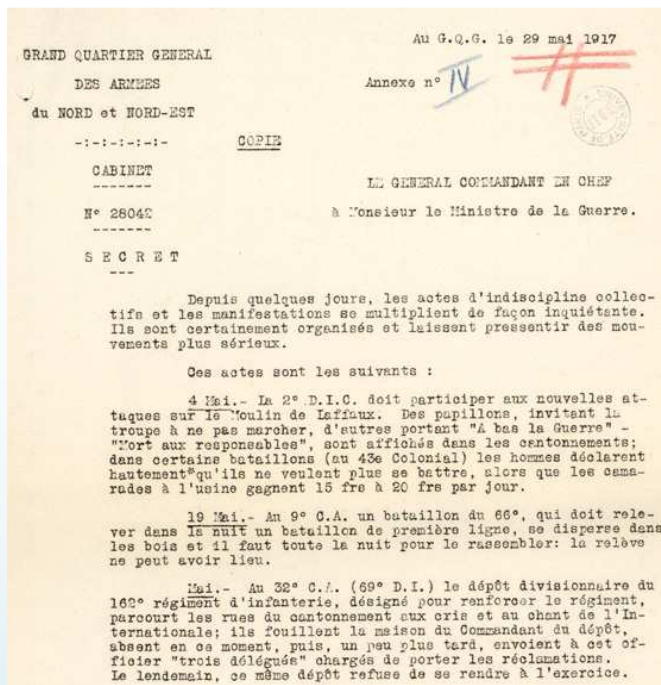 Au G.Q.G. le 29 mai 1917
GRAND QUARTIER GENERAL
DES ARMEES
Annexe n° IV
du NORD et NORD-EST
-:-:-:-:-:-
COPIE
CABINET
-------
LE GENERAL COMMANDANT EN CHEF
N° 28042
à Monsieur le Ministre de la Guerre.
-------
S E C R E T
---
Depuis quelques jours, les actes d'indiscipline collec-
tifs et les manifestations se multiplient de façon inquiétante.
Ils sont certainement organisés et laissent pressentir des mou-
vements plus sérieux.
Ces actes sont les suivants :
4 Mai.- La 2° D.I.C. doit participer aux nouvelles at-
taques sur le Moulin de Laffaux. Des papillons, invitant la
troupe à ne pas marcher, d'autres portant "A bas la Guerre" -
"Mort aux responsables", sont affichés dans les cantonnements;
dans certains bataillons (au 43e Colonial) les hommes déclarent
hautement qu'ils ne veulent plus se battre, alors que les cama-
rades à l'usine gagnent 15 frs à 20 frs par jour.
19 Mai.- Au 9° C.A. un bataillon du 66°, qui doit rele-
ver dans la nuit un bataillon de première ligne, se disperse dans
les bois et il faut toute la nuit pour le rassembler: la relève
ne peut avoir lieu.
Mai.- Au 32° C.A. (69° D.I.) le dépôt divisionnaire du
162° régiment d'infanterie, désigné pour renforcer le régiment,
parcourt les rues du cantonnement aux cris et au chant de l'In-
ternationale; ils fouillent la maison du Commandant du dépôt,
absent en ce moment, puis, un peu plus tard, envoient à cet of-
ficier "trois délégués" chargés de porter les réclamations.
Le lendemain, ce même dépôt refuse de se rendre à l'exercice.